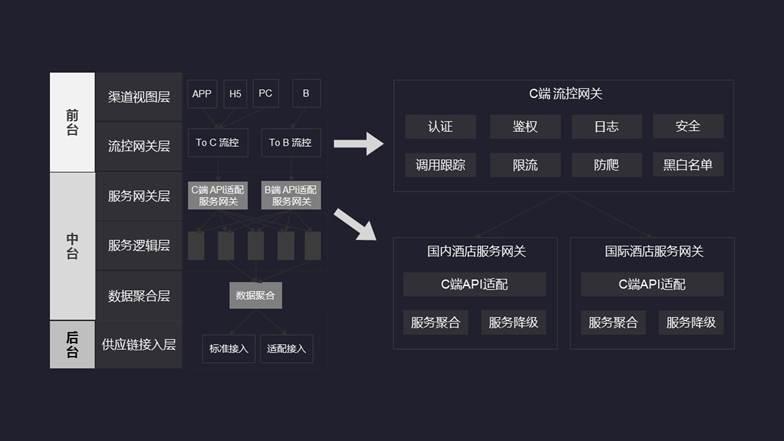 前台
渠道视图层
APP
H5
PC
B
流控网关层
To C 流控
To B 流控
中台
服务网关层
C端 API适配
服务网关
B端 API适配
服务网关
服务逻辑层
数据聚合层
数据聚合
后台
供应链接入层
标准接入
适配接入
C端 流控网关
认证
鉴权
日志
安全
调用跟踪
限流
防爬
黑白名单
国内酒店服务网关
C端API适配
服务聚合
服务降级
国际酒店服务网关
C端API适配
服务聚合
服务降级